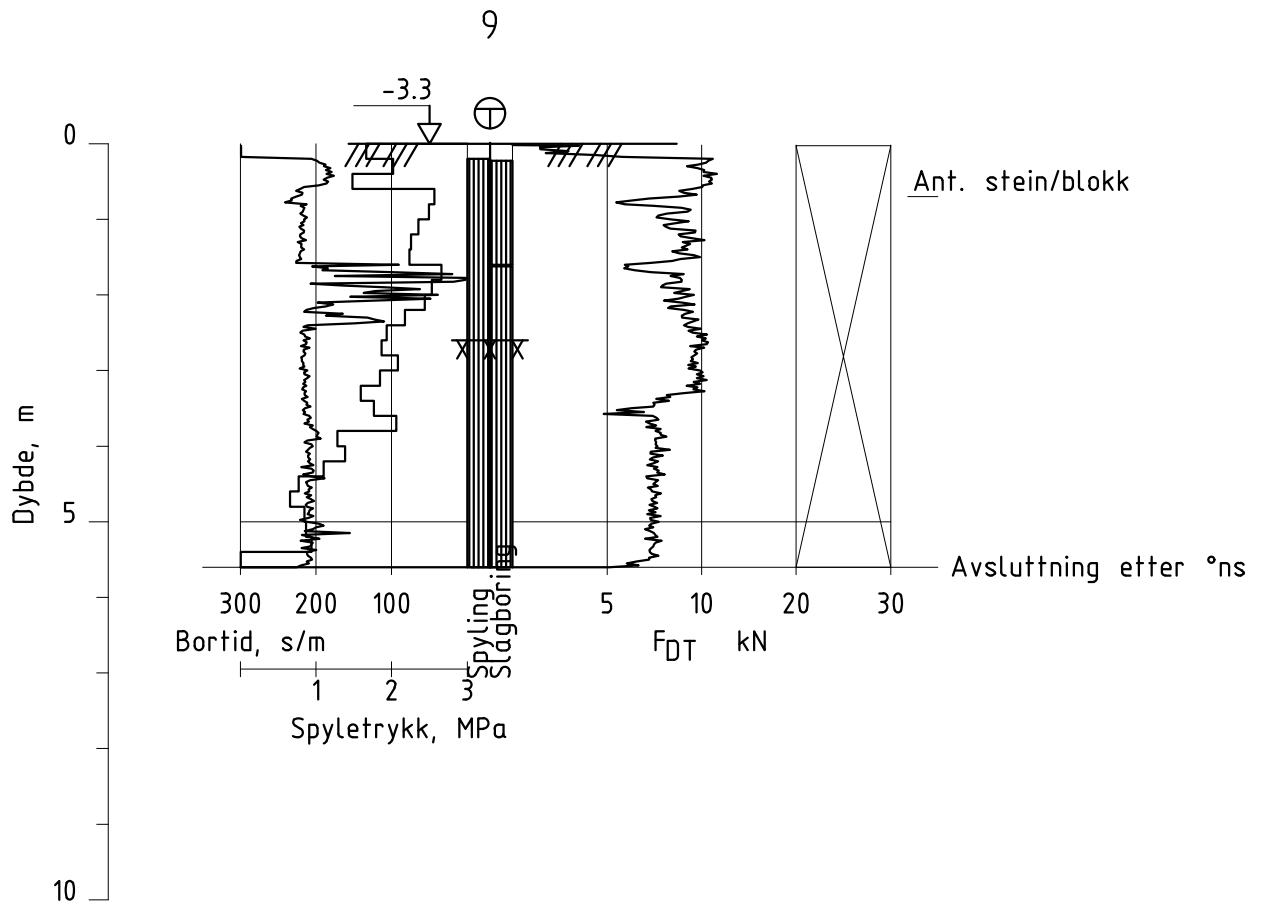 9
-3.3
0
Ant. stein/blokk
Dybde, m
5
Avsluttning etter °ns
300 200 100 5 10 20 30
Spyling
Slagboring
Bortid, s/m
FDT kN
1 2 3
Spyletrykk, MPa
10